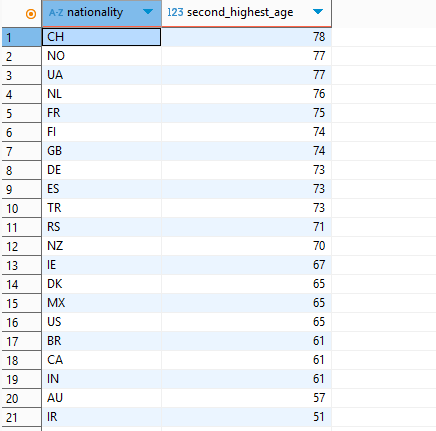 A-Z nationality 123 second_highest_age
1 CH 78
2 NO 77
3 UA 77
4 NL 76
5 FR 75
6 FI 74
7 GB 74
8 DE 73
9 ES 73
10 TR 73
11 RS 71
12 NZ 70
13 IE 67
14 DK 65
15 MX 65
16 US 65
17 BR 61
18 CA 61
19 IN 61
20 AU 57
21 IR 51